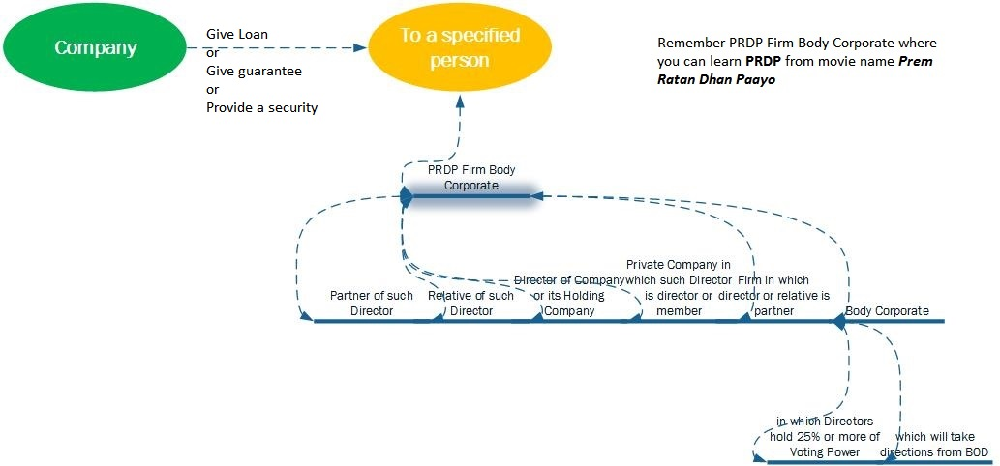 Company
Give Loan
or
Give guarantee
or
Provide a security
To a specified
person
Remember PRDP Firm Body Corporate where
you can learn PRDP from movie name Prem
Ratan Dhan Paayo
PRDP Firm Body
Corporate
Partner of such
Director
Relative of such
Director
Director of Company
or its Holding
Company
Private Company in
which such Director
is director or
member
Firm in which
director or relative is
partner
Body Corporate
in which Directors
hold 25% or more of
Voting Power
which will take
directions from BOD